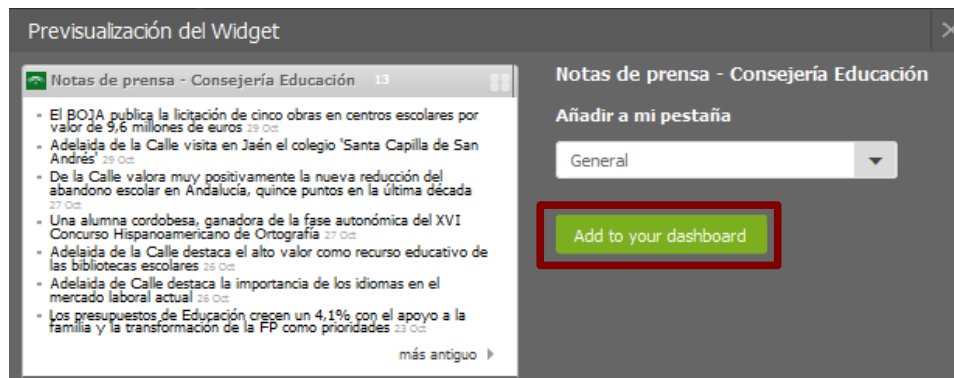 Previsualización del Widget
Notas de prensa - Consejería Educación 13
El BOJA publica la licitación de cinco obras en centros escolares por
valor de 9,6 millones de euros 29 Oct
Adelaida de la Calle visita en Jaén el colegio 'Santa Capilla de San
Andrés' 29 Oct
De la Calle valora muy positivamente la nueva reducción del
abandono escolar en Andalucía, quince puntos en la última década
27 Oct
Una alumna cordobesa, ganadora de la fase autonómica del XVI
Concurso Hispanoamericano de Ortografía 27 Oct
Adelaida de la Calle destaca el alto valor como recurso educativo de
las bibliotecas escolares 26 Oct
Adelaida de Calle destaca la importancia de los idiomas en el
mercado laboral actual 26 Oct
Los presupuestos de Educación crecen un 4,1% con el apoyo a la
familia y la transformación de la FP como prioridades 23 Oct
más antiguo
Notas de prensa - Consejería Educación
Añadir a mi pestaña
General
Add to your dashboard